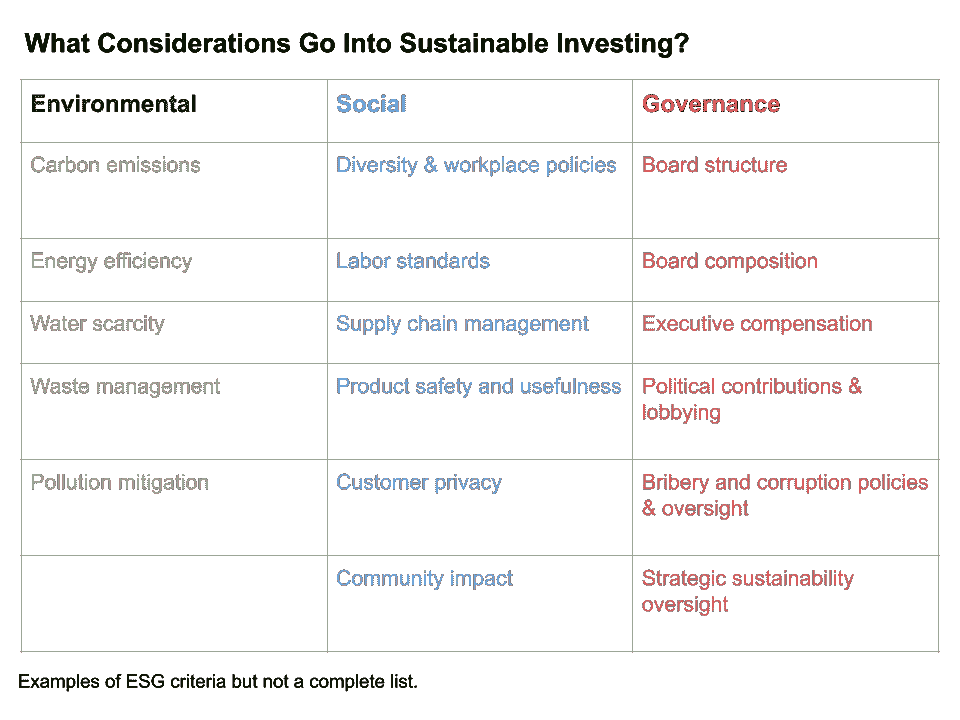 What Considerations Go Into Sustainable Investing?
Environmental Social Governance
Carbon emissions Diversity & workplace policies Board structure
Energy efficiency Labor standards Board composition
Water scarcity Supply chain management Executive compensation
Waste management Product safety and usefulness Political contributions &
lobbying
Pollution mitigation Customer privacy Bribery and corruption policies
& oversight
Community impact Strategic sustainability
oversight
Examples of ESG criteria but not a complete list.